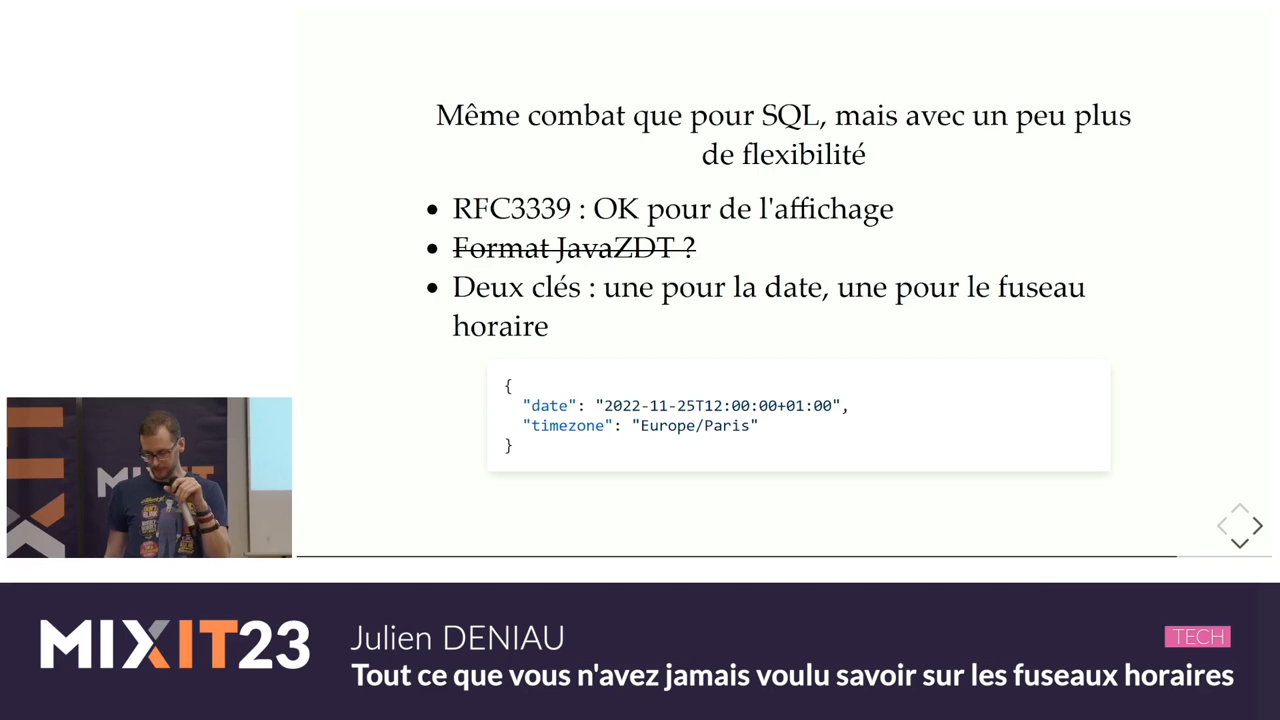 Même combat que pour SQL, mais avec un peu plus
de flexibilité
• RFC3339 : OK pour de l'affichage
• Format JavaZDT ?
• Deux clés : une pour la date, une pour le fuseau
horaire
{
"date": "2022-11-25T12:00:00+01:00",
"timezone": "Europe/Paris"
}
MIXIT23
Julien DENIAU
TECH
Tout ce que vous n'avez jamais voulu savoir sur les fuseaux horaires